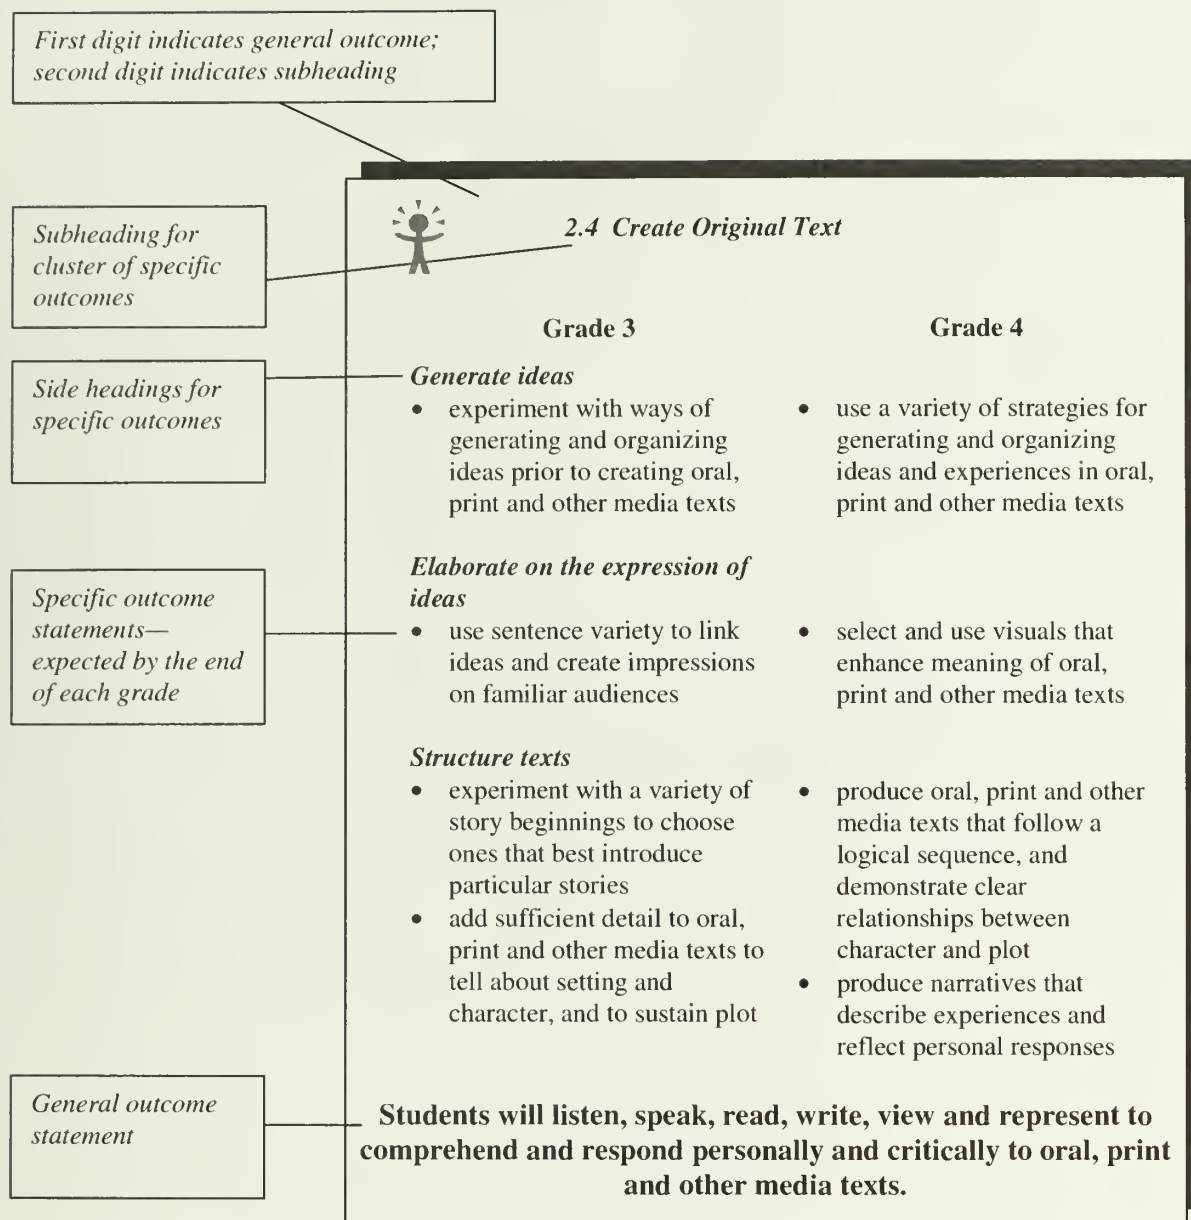 First digit indicates general outcome;
second digit indicates subheading
Subheading for
cluster of specific
outcomes
Side headings for
specific outcomes
Specific outcome
statements—
expected by the end
of each grade
General outcome
statement
2.4 Create Original Text
Grade 3
Grade 4
Generate ideas
• experiment with ways of
generating and organizing
ideas prior to creating oral,
print and other media texts
• use a variety of strategies for
generating and organizing
ideas and experiences in oral,
print and other media texts
Elaborate on the expression of
ideas
• use sentence variety to link
ideas and create impressions
on familiar audiences
• select and use visuals that
enhance meaning of oral,
print and other media texts
Structure texts
• experiment with a variety of
story beginnings to choose
ones that best introduce
particular stories
• add sufficient detail to oral,
print and other media texts to
tell about setting and
character, and to sustain plot
• produce oral, print and other
media texts that follow a
logical sequence, and
demonstrate clear
relationships between
character and plot
• produce narratives that
describe experiences and
reflect personal responses
Students will listen, speak, read, write, view and represent to
comprehend and respond personally and critically to oral, print
and other media texts.